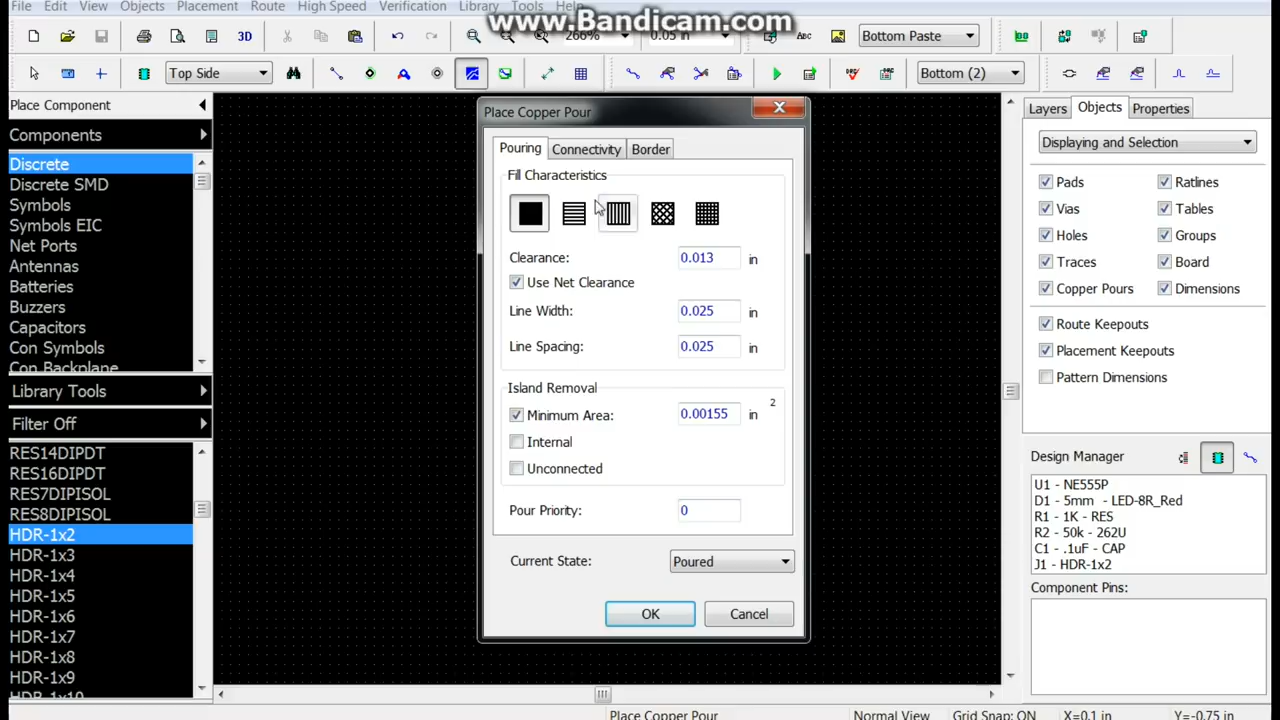 File Edit View Objects Placement Route High Speed Verification Library Tools Help
www.Bandicam.com
3D 266% 0.05 in ABC Bottom Paste
Top Side Bottom (2)
Place Component
Components
Discrete
Discrete SMD
Symbols
Symbols EIC
Net Ports
Antennas
Batteries
Buzzers
Capacitors
Con Symbols
Con Backplane
Library Tools
Filter Off
RES14DIPDT
RES16DIPDT
RES7DIPISOL
RES8DIPISOL
HDR-1x2
HDR-1x3
HDR-1x4
HDR-1x5
HDR-1x6
HDR-1x7
HDR-1x8
HDR-1x9
HDR-1x10
Place Copper Pour
Pouring Connectivity Border
Fill Characteristics
Clearance: 0.013 in
Use Net Clearance
Line Width: 0.025 in
Line Spacing: 0.025 in
Island Removal
Minimum Area: 0.00155 in 2
Internal
Unconnected
Pour Priority: 0
Current State: Poured
OK Cancel
Layers Objects Properties
Displaying and Selection
Pads Ratlines
Vias Tables
Holes Groups
Traces Board
Copper Pours Dimensions
Route Keepouts
Placement Keepouts
Pattern Dimensions
Design Manager
U1 - NE555P
D1 - 5mm - LED-8R_Red
R1 - 1K - RES
R2 - 50k - 262U
C1 - .1uF - CAP
J1 - HDR-1x2
Component Pins:
Place Copper Pour Normal View Grid Snap: ON X=0.1 in Y=-0.75 in